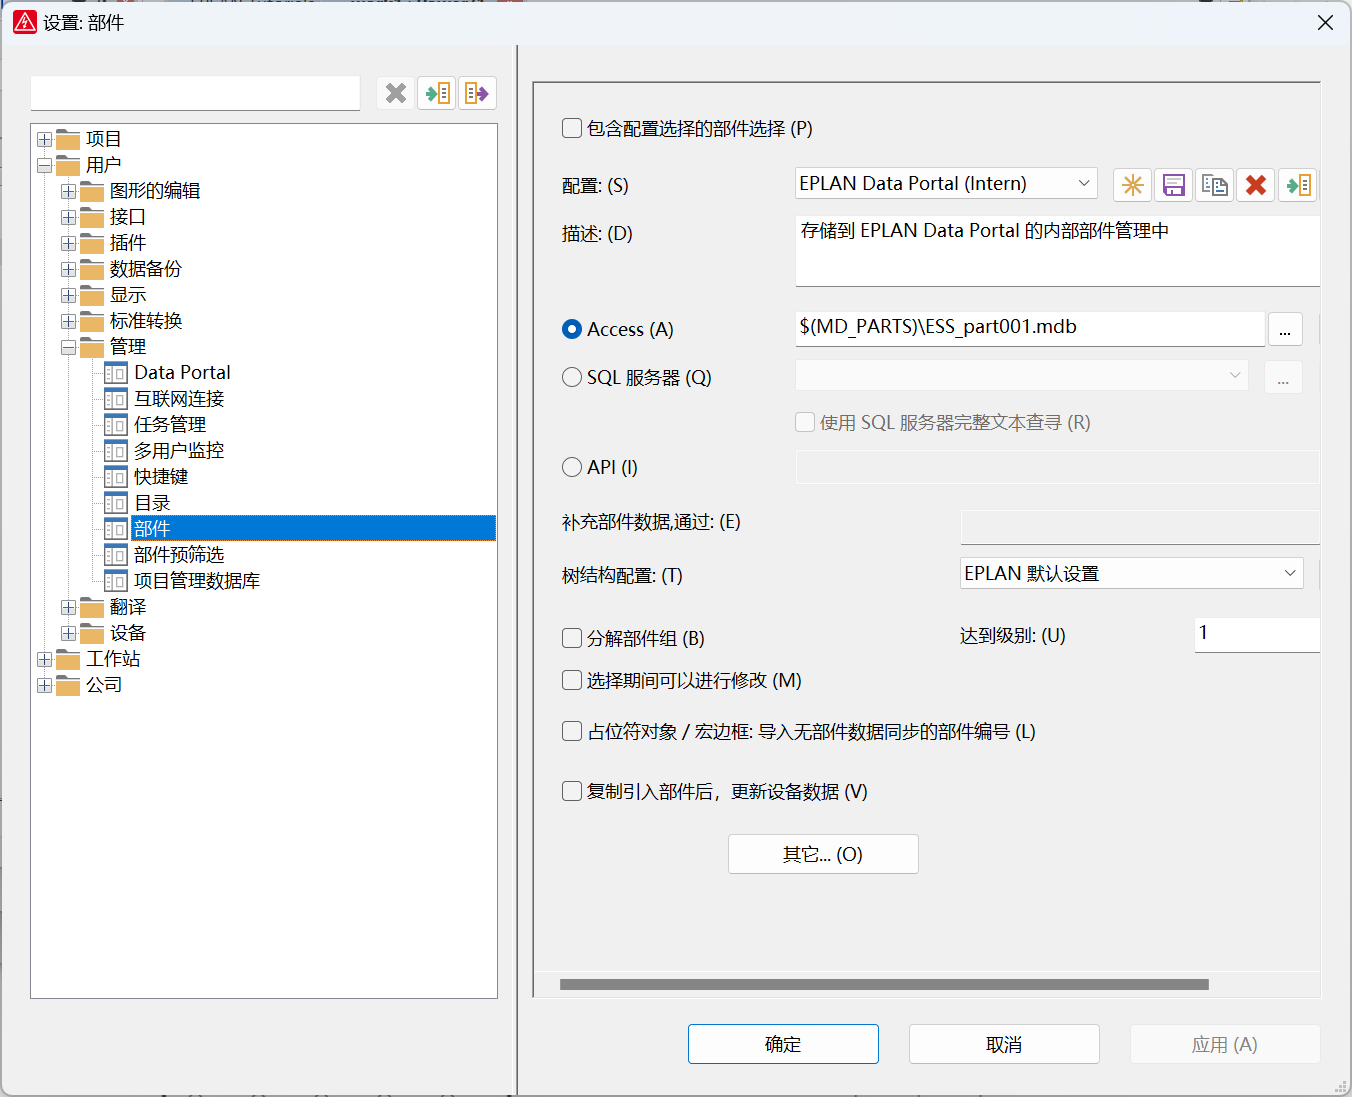 设置: 部件
项目
用户
图形的编辑
接口
插件
数据备份
显示
标准转换
管理
Data Portal
互联网连接
任务管理
多用户监控
快捷键
目录
部件
部件预筛选
项目管理数据库
翻译
设备
工作站
公司
包含配置选择的部件选择 (P)
配置: (S)
EPLAN Data Portal (Intern)
描述: (D)
存储到 EPLAN Data Portal 的内部部件管理中
Access (A)
$(MD_PARTS)\ESS_part001.mdb
...
SQL 服务器 (Q)
...
使用 SQL 服务器完整文本查寻 (R)
API (I)
补充部件数据,通过: (E)
树结构配置: (T)
EPLAN 默认设置
分解部件组 (B)
达到级别: (U)
1
选择期间可以进行修改 (M)
占位符对象 / 宏边框: 导入无部件数据同步的部件编号 (L)
复制引入部件后，更新设备数据 (V)
其它... (O)
确定
取消
应用 (A)